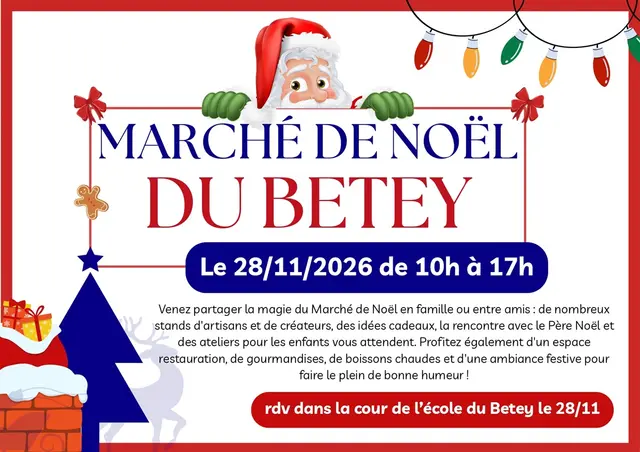 MARCHÉ DE NOËL
DU BETEY
Le 28/11/2026 de 10h à 17h
Venez partager la magie du Marché de Noël en famille ou entre amis : de nombreux
stands d'artisans et de créateurs, des idées cadeaux, la rencontre avec le Père Noël et
des ateliers pour les enfants vous attendent. Profitez également d'un espace
restauration, de gourmandises, de boissons chaudes et d'une ambiance festive pour
faire le plein de bonne humeur !
rdv dans la cour de l'école du Betey le 28/11